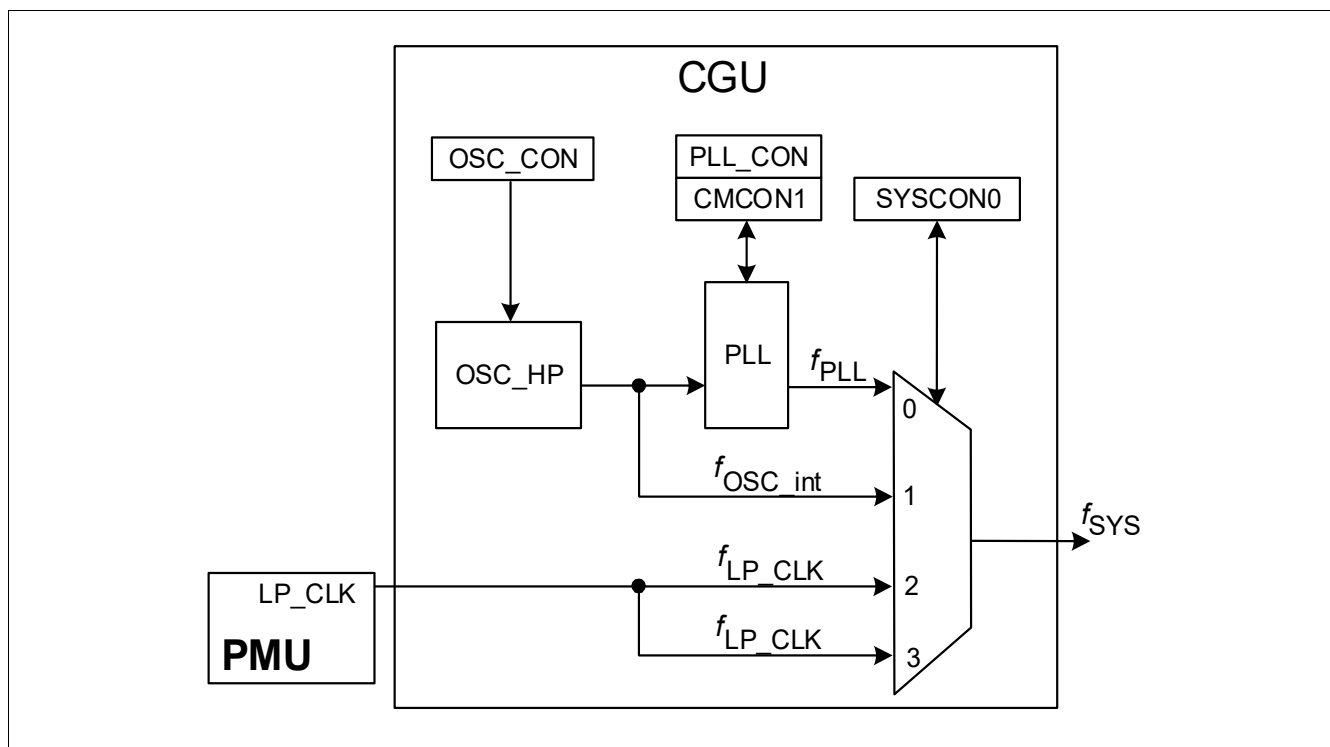 CGU
OSC_CON
PLL_CON
CMCON1
SYSCON0
OSC_HP
PLL
fPLL
0
fOSC_int
1
fSYS
fLP_CLK
2
LP_CLK
PMU
fLP_CLK
3